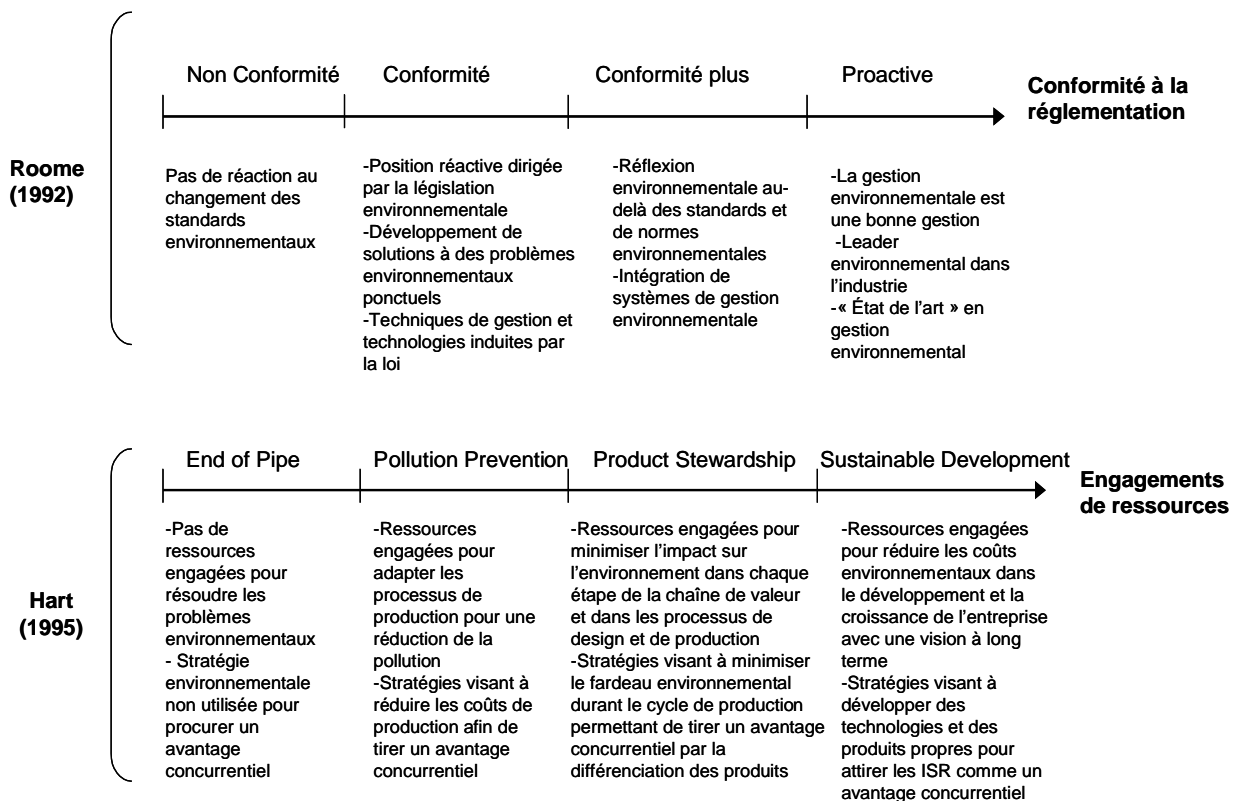 Non Conformité
Conformité
Conformité plus
Proactive
Conformité à la
réglementation
Roome
(1992)
Pas de réaction au
changement des
standards
environnementaux
-Position réactive dirigée
par la législation
environnementale
-Développement de
solutions à des problèmes
environnementaux
ponctuels
-Techniques de gestion et
technologies induites par
la loi
-Réflexion
environnementale au-
delà des standards et
de normes
environnementales
-Intégration de
systèmes de gestion
environnementale
-La gestion
environnementale est
une bonne gestion
-Leader
environmental dans
l'industrie
-« État de l'art » en
gestion
environnemental
End of Pipe
Pollution Prevention
Product Stewardship
Sustainable Development
Engagements
de ressources
Hart
(1995)
-Pas de
ressources
engagées pour
résoudre les
problèmes
environnementaux
- Stratégie
environnementale
non utilisée pour
procurer un
avantage
concurrentiel
-Ressources
engagées pour
adapter les
processus de
production pour une
réduction de la
pollution
-Stratégies visant à
réduire les coûts de
production afin de
tirer un avantage
concurrentiel
-Ressources engagées pour
minimiser l'impact sur
l'environnement dans chaque
étape de la chaîne de valeur
et dans les processus de
design et de production
-Stratégies visant à minimiser
le fardeau environnemental
durant le cycle de production
permettant de tirer un avantage
concurrentiel par la
différenciation des produits
-Ressources engagées
pour réduire les coûts
environnementaux dans
le développement et la
croissance de l'entreprise
avec une vision à long
terme
-Stratégies visant à
développer des
technologies et des
produits propres pour
attirer les ISR comme un
avantage concurrentiel